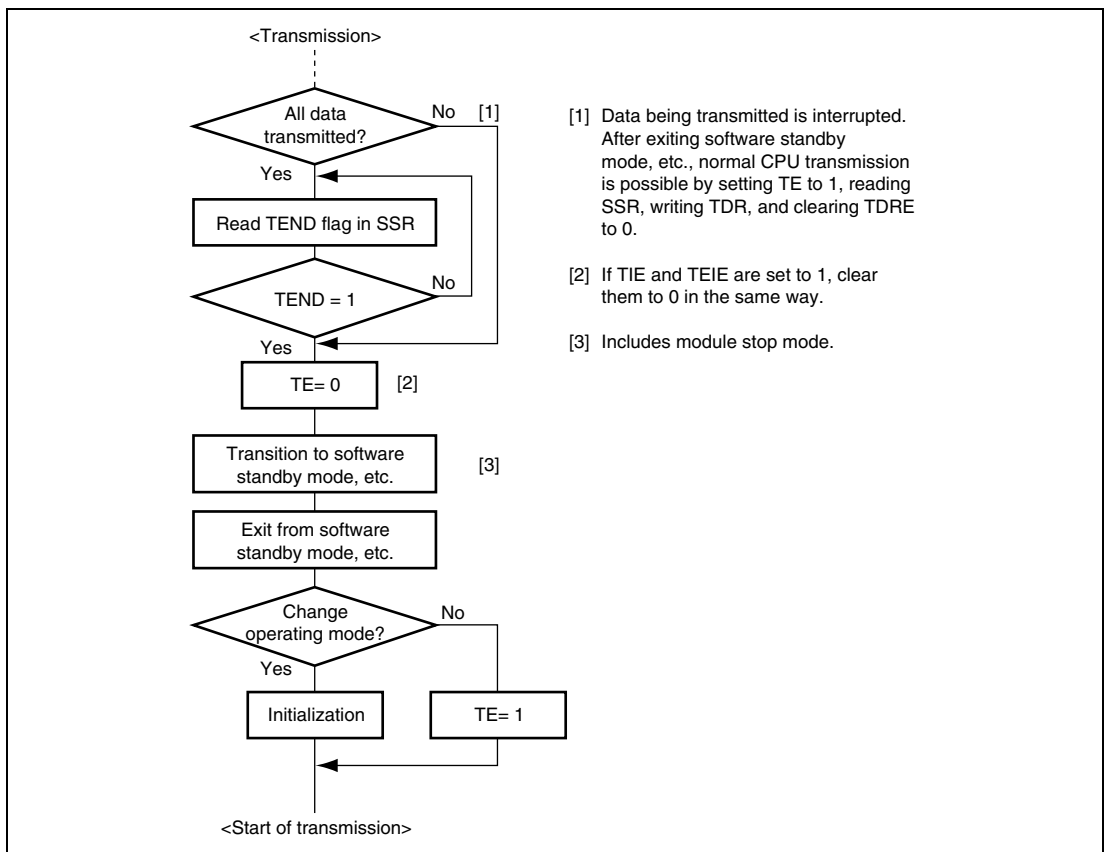 <Transmission>
All data
transmitted?
No
[1]
Yes
Read TEND flag in SSR
TEND = 1
No
Yes
TE= 0
[2]
Transition to software
standby mode, etc.
[3]
Exit from software
standby mode, etc.
Change
operating mode?
No
Yes
Initialization
TE= 1
<Start of transmission>
[1] Data being transmitted is interrupted.
After exiting software standby
mode, etc., normal CPU transmission
is possible by setting TE to 1, reading
SSR, writing TDR, and clearing TDRE
to 0.
[2] If TIE and TEIE are set to 1, clear
them to 0 in the same way.
[3] Includes module stop mode.